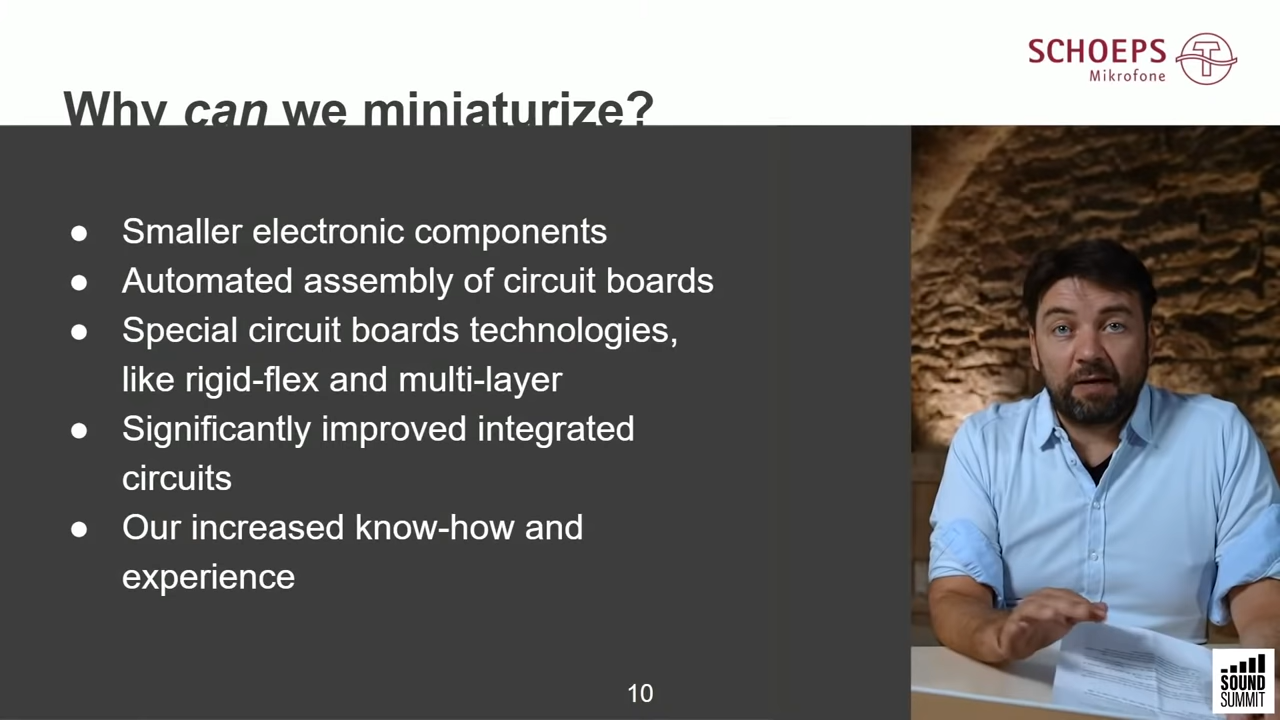 SCHOEPS
Mikrofone
Why can we miniaturize?
● Smaller electronic components
● Automated assembly of circuit boards
● Special circuit boards technologies,
like rigid-flex and multi-layer
● Significantly improved integrated
circuits
● Our increased know-how and
experience
10
SOUND
SUMMIT